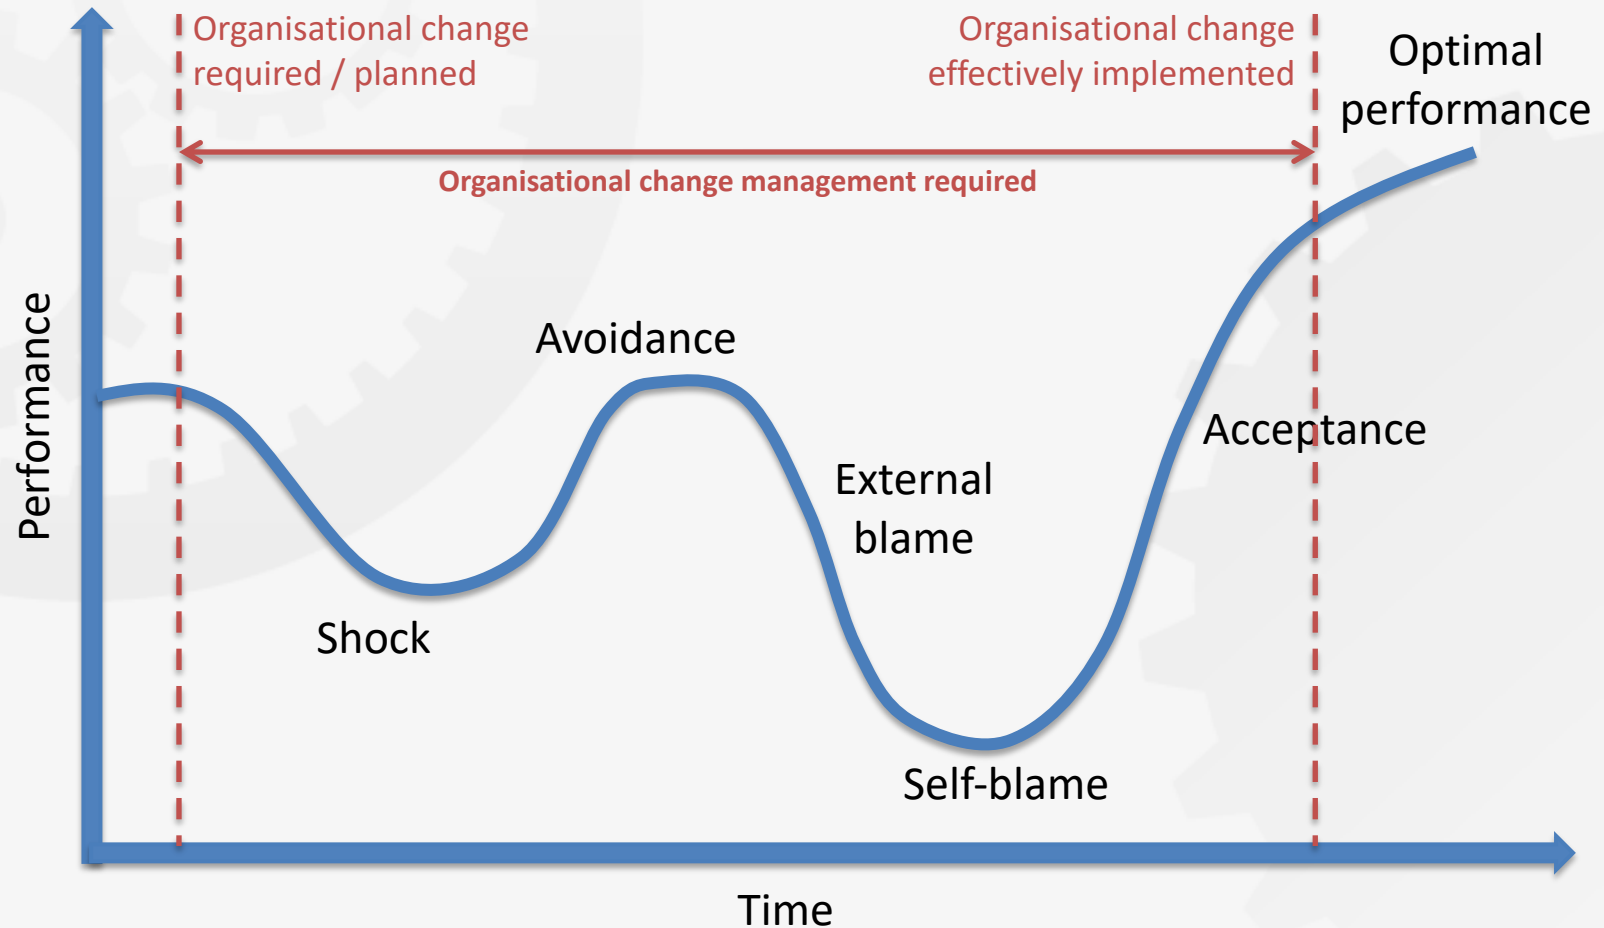 Organisational change
required / planned
Organisational change
effectively implemented
Optimal
performance
Organisational change management required
Performance
Avoidance
Acceptance
External
blame
Shock
Self-blame
Time